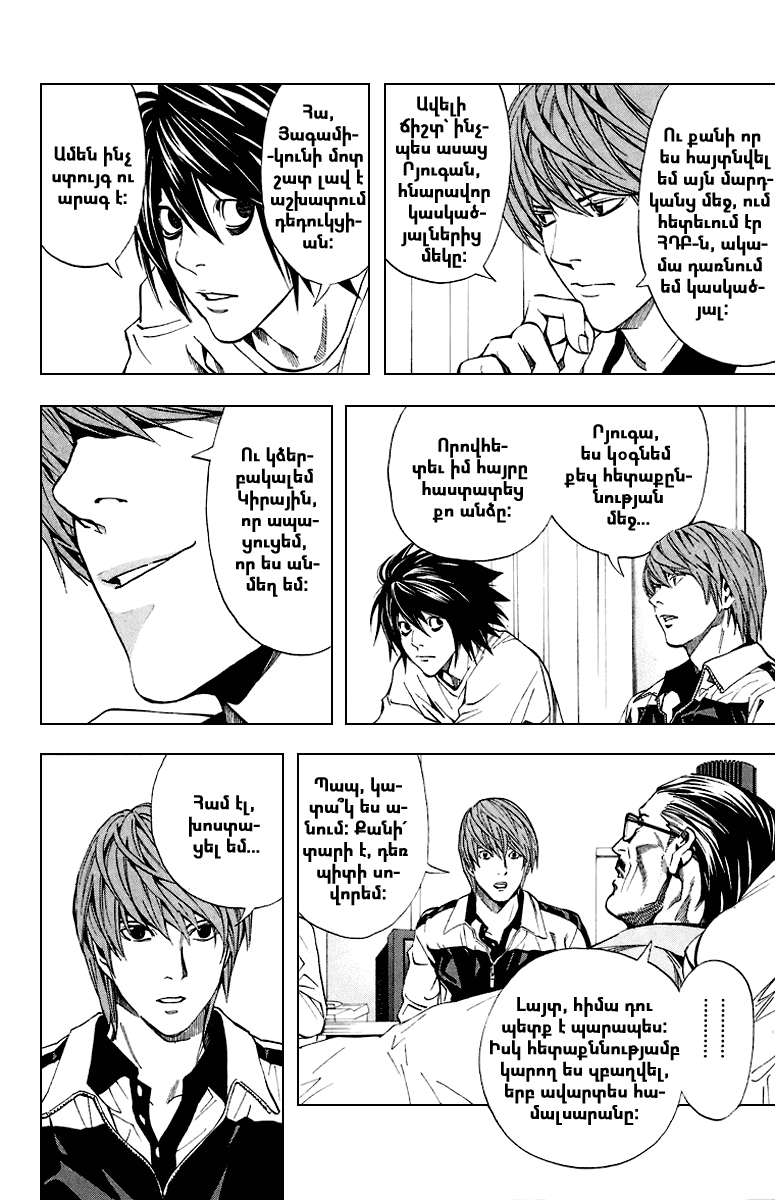 Ու քանի որ
ես հայտնվել
եմ այն մարդ-
կանց մեջ, ում
հետեւում էր
ՀԴԲ-ն, ակա-
մա դառնում
եմ կասկած-
յալ:
Ավելի
ճիշտ՝ ինչ-
պես ասաց
Րյուգան,
հնարավոր
կասկած-
յալներից
մեկը:
Հա,
Յագամի-
-կունի մոտ
շատ լավ է
աշխատում
դեդուկցի-
ան:
Ամեն ինչ
ստույգ ու
արագ է:
Րյուգա,
ես կօգնեմ
քեզ հետաքըն-
նության
մեջ...
Որովհե-
տեւ իմ հայրը
հաստատեց
քո անձը:
Ու կձեր-
բակալեմ
Կիրային,
որ ապա-
ցուցեմ,
որ ես ան-
մեղ եմ:
Պապ, կա-
տա՞կ ես ա-
նում: Քանի՜
տարի է, դեռ
պիտի սո-
վորեմ:
Լայտ, հիմա դու
պետք է պարապես:
Իսկ հետաքննությամբ
կարող ես զբաղվել,
երբ ավարտես հա-
մալսարանը:
Համ էլ,
խոստա-
ցել եմ...